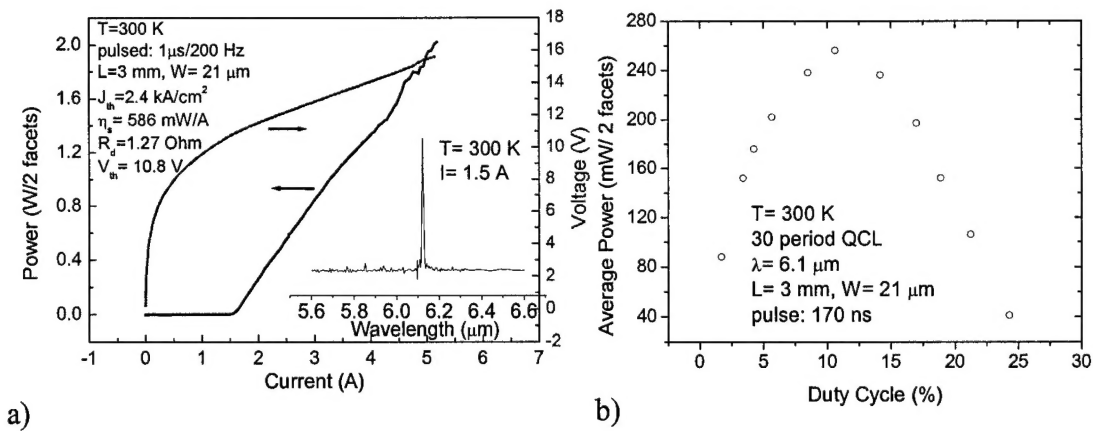 a)
T=300 K
pulsed: 1μs/200 Hz
L=3 mm, W= 21 μm
J_th=2.4 kA/cm²
η_s= 586 mW/A
R_d=1.27 Ohm
V_th= 10.8 V
T= 300 K
I= 1.5 A
Power (W/2 facets)
2.0
1.6
1.2
0.8
0.4
0.0
Voltage (V)
18
16
14
12
10
8
6
4
2
0
-2
5.6 5.8 6.0 6.2 6.4 6.6
Wavelength (μm)
-1 0 1 2 3 4 5 6 7
Current (A)
b)
Average Power (mW/ 2 facets)
280
240
200
160
120
80
40
T= 300 K
30 period QCL
λ= 6.1 μm
L= 3 mm, W= 21 μm
pulse: 170 ns
0 5 10 15 20 25 30
Duty Cycle (%)